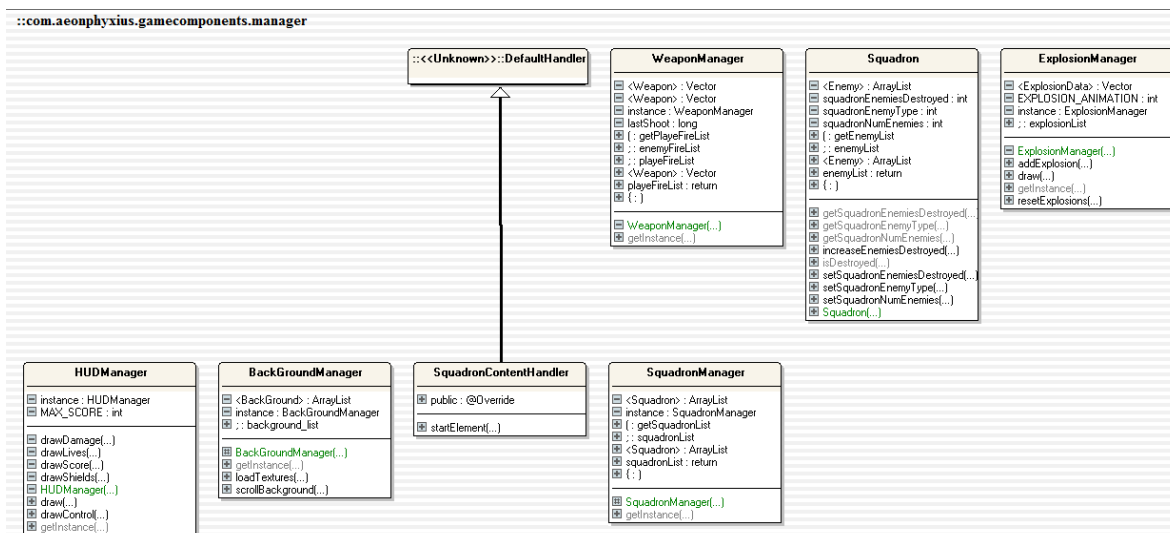 ::com.aeonphyxius.gamecomponents.manager
::<<Unknown>>::DefaultHandler
WeaponManager
<Weapon> : Vector
<Weapon> : Vector
instance : WeaponManager
lastShoot : long
{ : getPlayeFireList
; : enemyFireList
; : playeFireList
<Weapon> : Vector
playeFireList : return
{ : }
WeaponManager(...)
getInstance(...)
Squadron
<Enemy> : ArrayList
squadronEnemiesDestroyed : int
squadronEnemyType : int
squadronNumEnemies : int
{ : getEnemyList
; : enemyList
<Enemy> : ArrayList
enemyList : return
{ : }
getSquadronEnemiesDestroyed(...)
getSquadronEnemyType(...)
getSquadronNumEnemies(...)
increaseEnemiesDestroyed(...)
isDestroyed(...)
setSquadronEnemiesDestroyed(...)
setSquadronEnemyType(...)
setSquadronNumEnemies(...)
Squadron(...)
ExplosionManager
<ExplosionData> : Vector
EXPLOSION_ANIMATION : int
instance : ExplosionManager
; : explosionList
ExplosionManager(...)
addExplosion(...)
draw(...)
getInstance(...)
resetExplosions(...)
HUDManager
instance : HUDManager
MAX_SCORE : int
drawDamage(...)
drawLives(...)
drawScore(...)
drawShields(...)
HUDManager(...)
draw(...)
drawControl(...)
getInstance(...)
BackGroundManager
<BackGround> : ArrayList
instance : BackGroundManager
; : background_list
BackGroundManager(...)
getInstance(...)
loadTextures(...)
scrollBackground(...)
SquadronContentHandler
public : @Override
startElement(...)
SquadronManager
<Squadron> : ArrayList
instance : SquadronManager
{ : getSquadronList
; : squadronList
<Squadron> : ArrayList
squadronList : return
{ : }
SquadronManager(...)
getInstance(...)